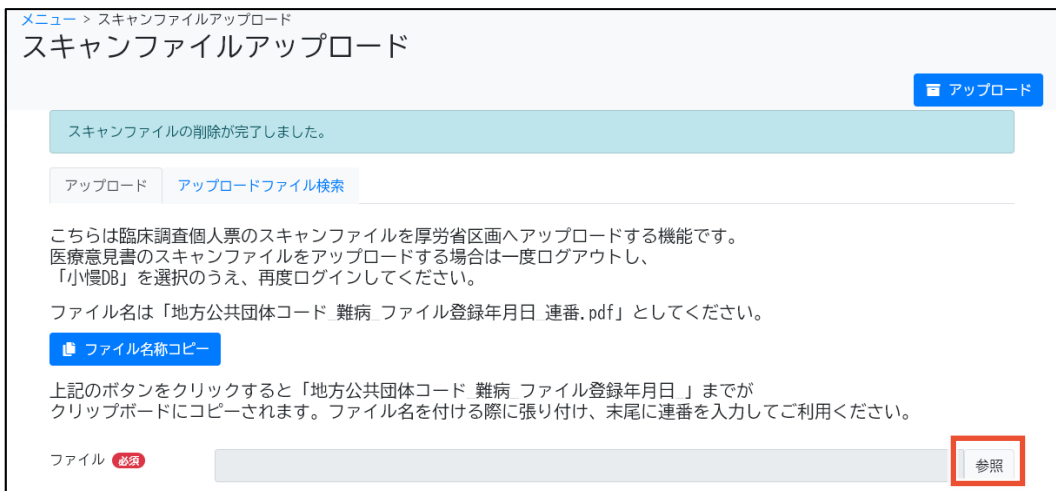 メニュー > スキャンファイルアップロード
スキャンファイルアップロード
アップロード
スキャンファイルの削除が完了しました。
アップロード アップロードファイル検索
こちらは臨床調査個人票のスキャンファイルを厚労省区画へアップロードする機能です。
医療意見書のスキャンファイルをアップロードする場合は一度ログアウトし、
「小慢DB」を選択のうえ、再度ログインしてください。
ファイル名は「地方公共団体コード_難病_ファイル登録年月日_連番.pdf」としてください。
ファイル名称コピー
上記のボタンをクリックすると「地方公共団体コード_難病_ファイル登録年月日_」までが
クリップボードにコピーされます。ファイル名を付ける際に張り付け、末尾に連番を入力してご利用ください。
ファイル 必須 参照